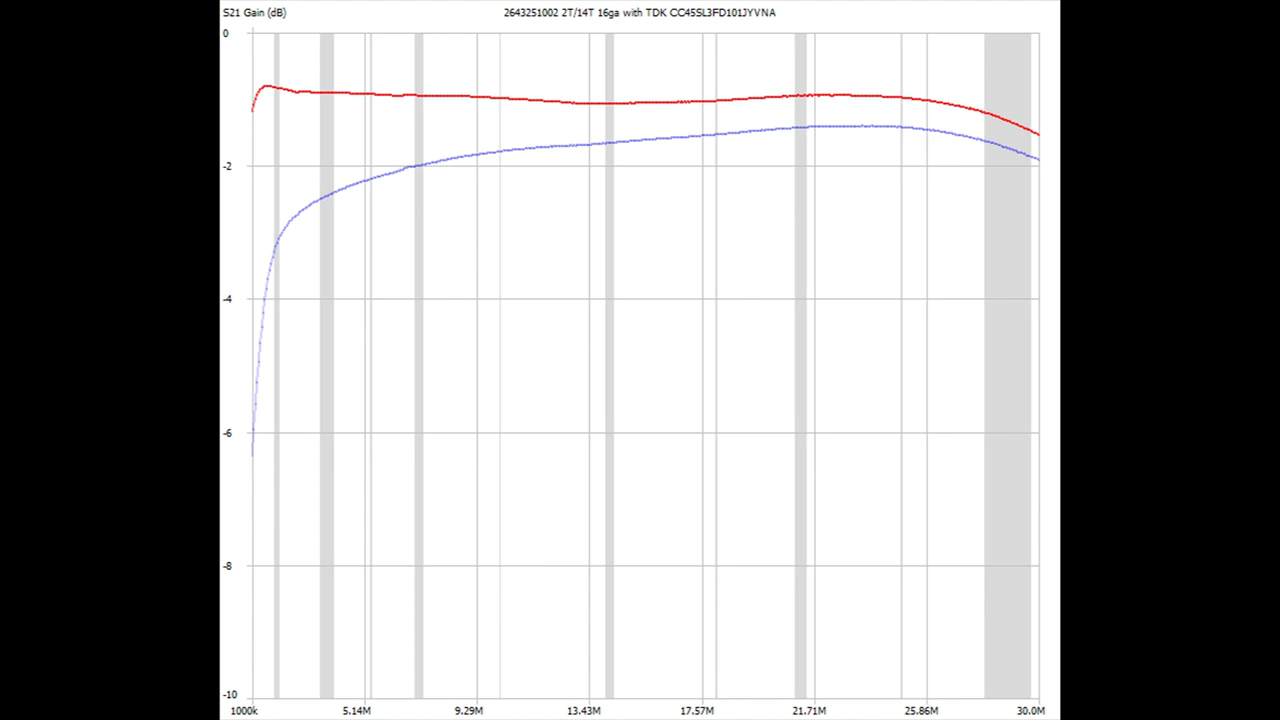 S21 Gain (dB)
2643251002 2T/14T 16ga with TDK CC45SL3FD101JYVNA
0
-2
-4
-6
-8
-10
1000k 5.14M 9.29M 13.43M 17.57M 21.71M 25.86M 30.0M